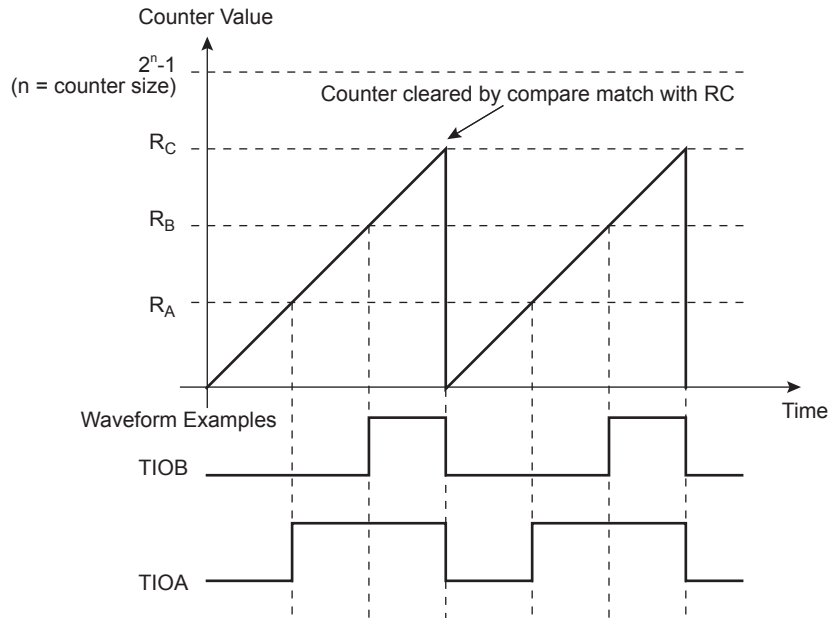 Counter Value
2ⁿ-1
(n = counter size)
Counter cleared by compare match with RC
R_C
R_B
R_A
Time
Waveform Examples
TIOB
TIOA